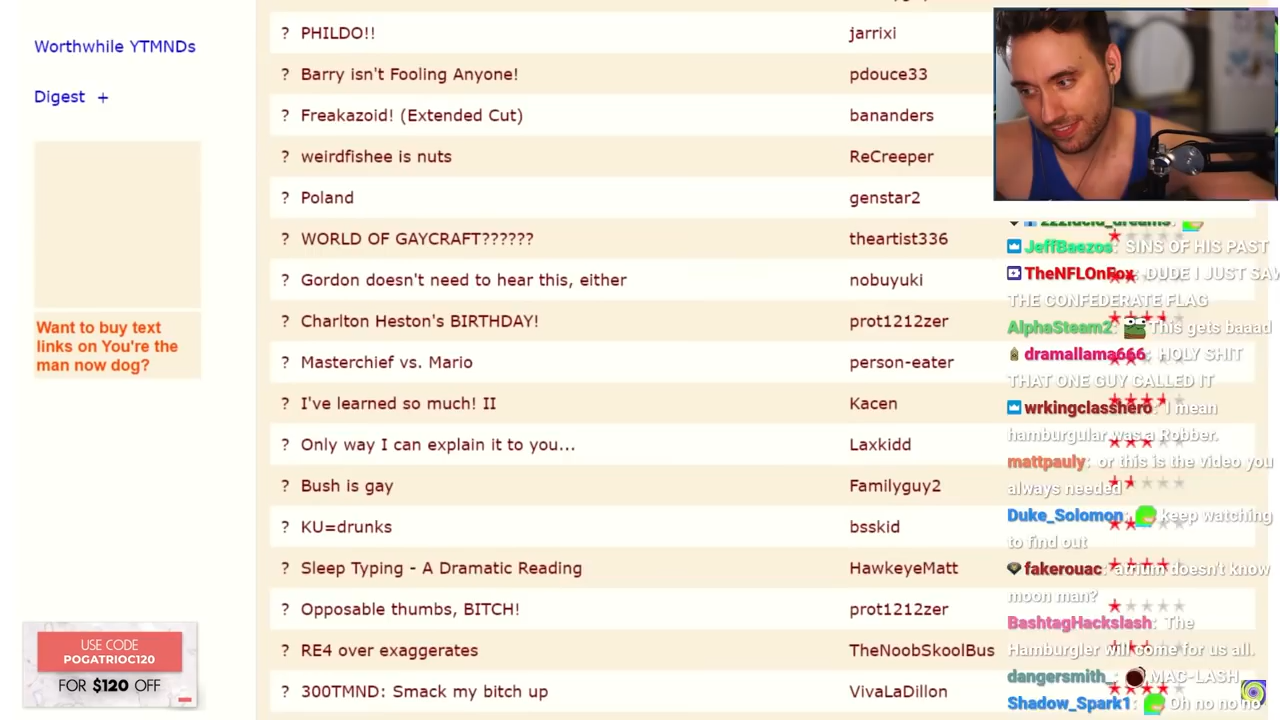 Worthwhile YTMNDs
Digest +
Want to buy text
links on You're the
man now dog?
USE CODE
POGATRIOC120
FOR $120 OFF
? PHILDO!! jarrixi
? Barry isn't Fooling Anyone! pdouce33
? Freakazoid! (Extended Cut) bananders
? weirdfishee is nuts ReCreeper
? Poland genstar2
? WORLD OF GAYCRAFT?????? theartist336
? Gordon doesn't need to hear this, either nobuyuki
? Charlton Heston's BIRTHDAY! prot1212zer
? Masterchief vs. Mario person-eater
? I've learned so much! II Kacen
? Only way I can explain it to you... Laxkidd
? Bush is gay Familyguy2
? KU=drunks bsskid
? Sleep Typing - A Dramatic Reading HawkeyeMatt
? Opposable thumbs, BITCH! prot1212zer
? RE4 over exaggerates TheNoobSkoolBus
? 300TMND: Smack my bitch up VivaLaDillon
JeffBaezos: SINS OF HIS PAST
TheNFLOnFox: DUDE I JUST SAW
THE CONFEDERATE FLAG
AlphaSteam2: This gets baaad
dramallama666: HOLY SHIT
THAT ONE GUY CALLED IT
wrkingclasshero: I mean
hamburgular was a Robber.
mattpauly: or this is the video you
always needed
Duke_Solomon: keep watching
to find out
fakerouac: atrium doesn't know
moon man?
BashtagHackslash: The
Hamburgler will come for us all.
dangersmith_: MAC-LASH
Shadow_Spark1: Oh no no no